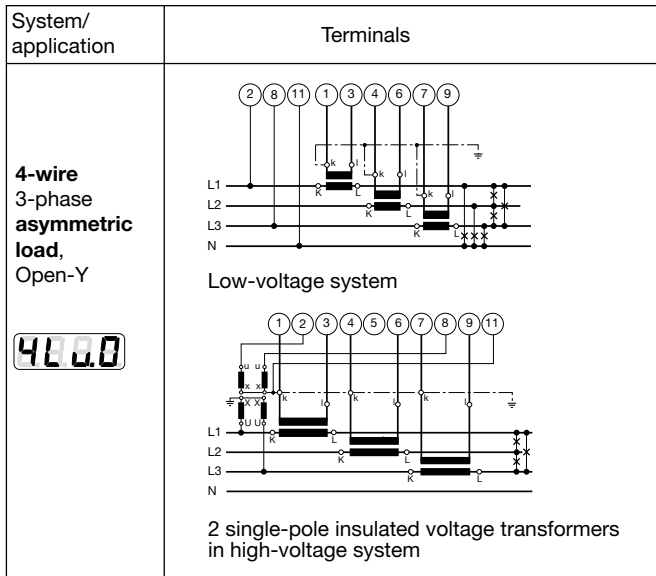 System/
application
Terminals
4-wire
3-phase
asymmetric
load,
Open-Y
4L u.0
2 8 11 1 3 4 6 7 9
k l k l k l
L1 K L
L2 K L
L3 K L
N
Low-voltage system
1 2 3 4 5 6 7 8 9 11
u u
x x
k l k l k l
X X
U U
L1 K L
L2 K L
L3 K L
N
2 single-pole insulated voltage transformers
in high-voltage system